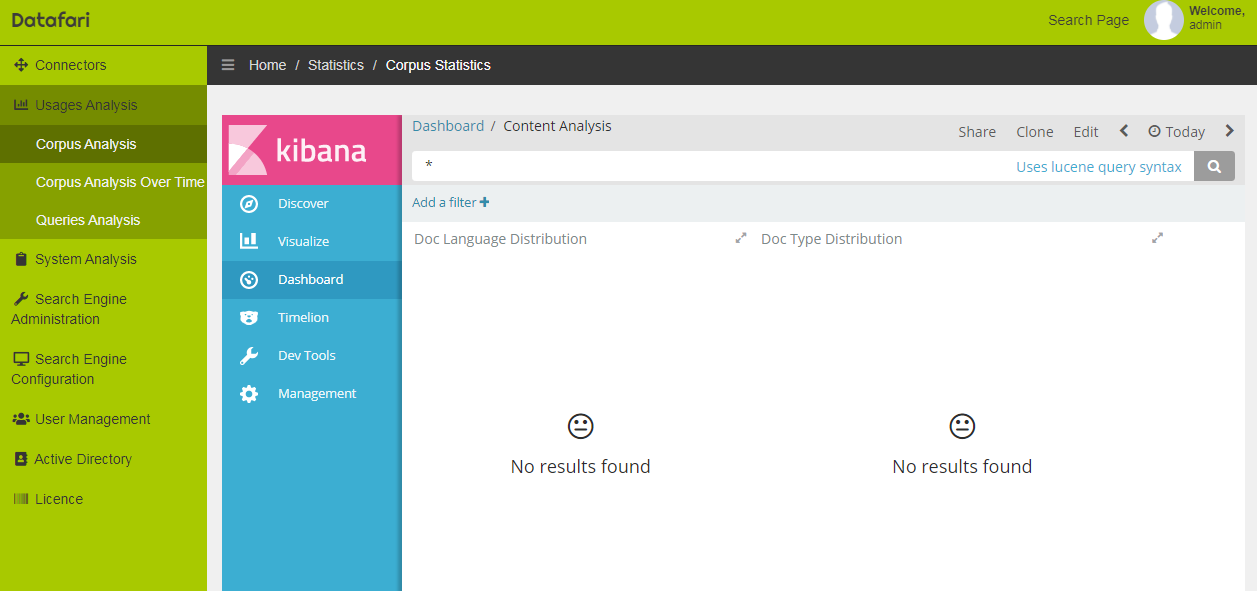 Datafari
Search Page
Welcome,
admin
Connectors
Usages Analysis
Corpus Analysis
Corpus Analysis Over Time
Queries Analysis
System Analysis
Search Engine
Administration
Search Engine
Configuration
User Management
Active Directory
Licence
Home / Statistics / Corpus Statistics
kibana
Discover
Visualize
Dashboard
Timelion
Dev Tools
Management
Dashboard / Content Analysis
Share Clone Edit Today
* Uses lucene query syntax
Add a filter +
Doc Language Distribution
Doc Type Distribution
No results found
No results found